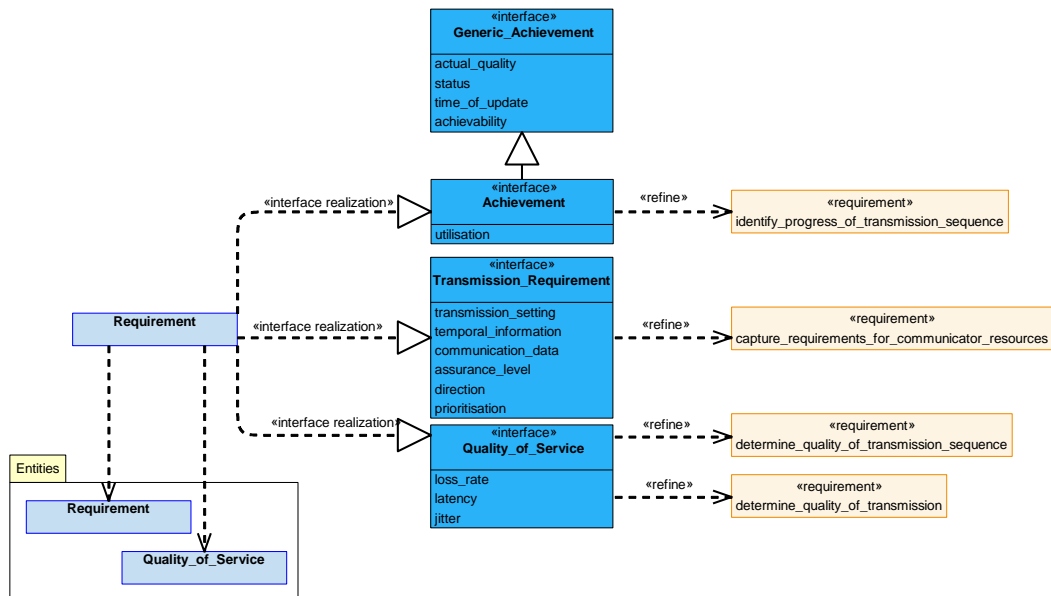 «interface»
Generic_Achievement
actual_quality
status
time_of_update
achievability
«interface»
Achievement
utilisation
«interface realization»
«refine»
«requirement»
identify_progress_of_transmission_sequence
«interface»
Transmission_Requirement
transmission_setting
temporal_information
communication_data
assurance_level
direction
prioritisation
Requirement
«interface realization»
«refine»
«requirement»
capture_requirements_for_communicator_resources
«interface realization»
«interface»
Quality_of_Service
loss_rate
latency
jitter
«refine»
«requirement»
determine_quality_of_transmission_sequence
«refine»
«requirement»
determine_quality_of_transmission
Entities
Requirement
Quality_of_Service